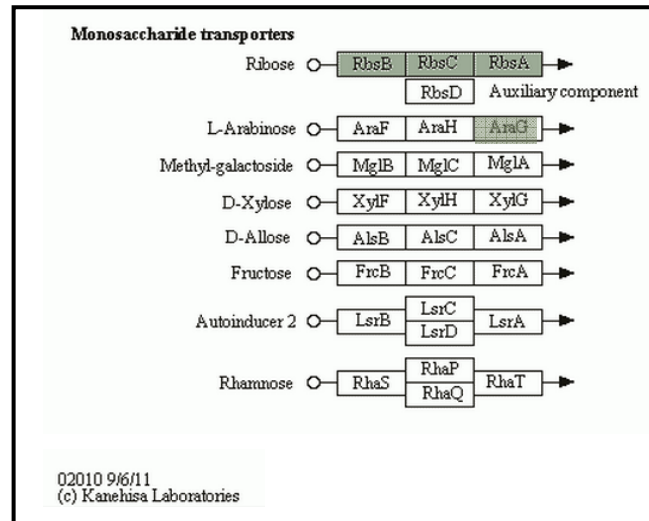 Monosaccharide transporters
Ribose RbsB RbsC RbsA
RbsD Auxiliary component
L-Arabinose AraF AraH AraG
Methyl-galactoside MglB MglC MglA
D-Xylose XylF XylH XylG
D-Allose AlsB AlsC AlsA
Fructose FrcB FrcC FrcA
Autoinducer 2 LsrB LsrC LsrA
LsrD
Rhamnose RhaS RhaP RhaT
RhaQ
02010 9/6/11
(c) Kanehisa Laboratories